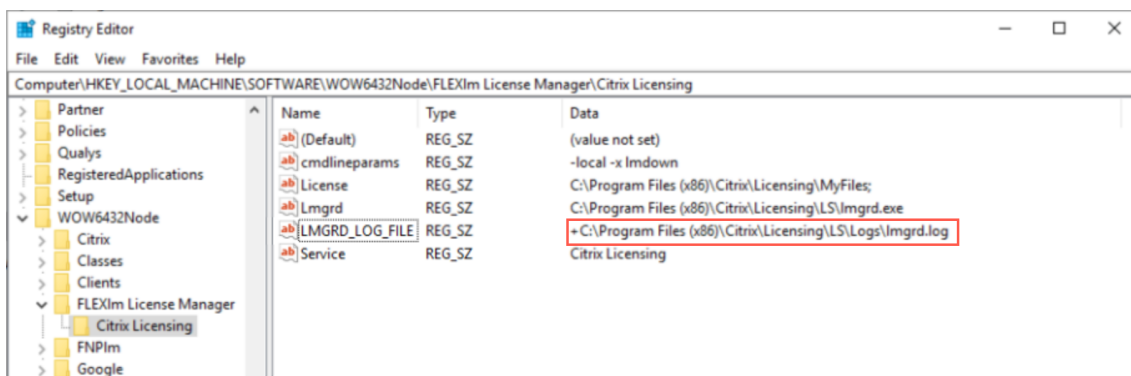 Registry Editor
File Edit View Favorites Help
Computer\HKEY_LOCAL_MACHINE\SOFTWARE\WOW6432Node\FLEXlm License Manager\Citrix Licensing
Partner
Policies
Qualys
RegisteredApplications
Setup
WOW6432Node
Citrix
Classes
Clients
FLEXlm License Manager
Citrix Licensing
FNPlm
Google
Name Type Data
(Default) REG_SZ (value not set)
cmdlineparams REG_SZ -local -x lmdown
License REG_SZ C:\Program Files (x86)\Citrix\Licensing\MyFiles;
Lmgrd REG_SZ C:\Program Files (x86)\Citrix\Licensing\LS\lmgrd.exe
LMGRD_LOG_FILE REG_SZ +C:\Program Files (x86)\Citrix\Licensing\LS\Logs\lmgrd.log
Service REG_SZ Citrix Licensing